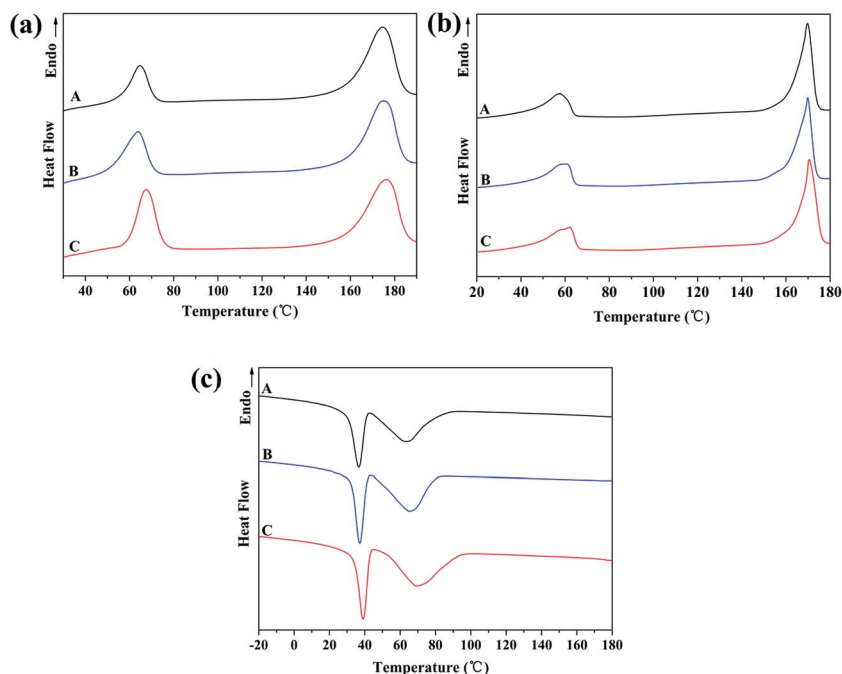 (a)
Endo
Heat Flow
A
B
C
40 60 80 100 120 140 160 180
Temperature (℃)
(b)
Endo
Heat Flow
A
B
C
20 40 60 80 100 120 140 160 180
Temperature (℃)
(c)
Endo
Heat Flow
A
B
C
-20 0 20 40 60 80 100 120 140 160 180
Temperature (℃)